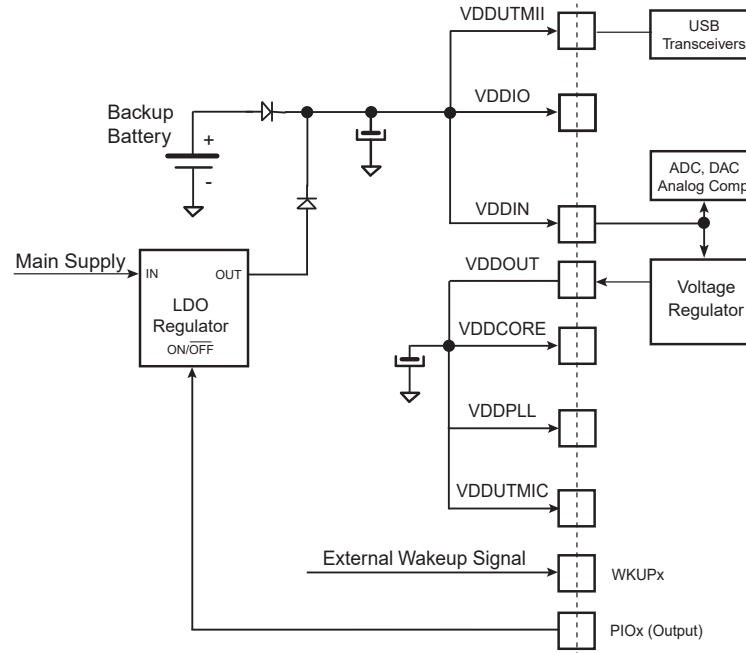 VDDUTMII
USB
Transceivers
VDDIO
Backup
Battery
+
-
ADC, DAC
Analog Comp.
VDDIN
Main Supply
IN
OUT
LDO
Regulator
ON/OFF
VDDOUT
Voltage
Regulator
VDDCORE
VDDPLL
VDDUTMIC
External Wakeup Signal
WKUPx
PIOx (Output)